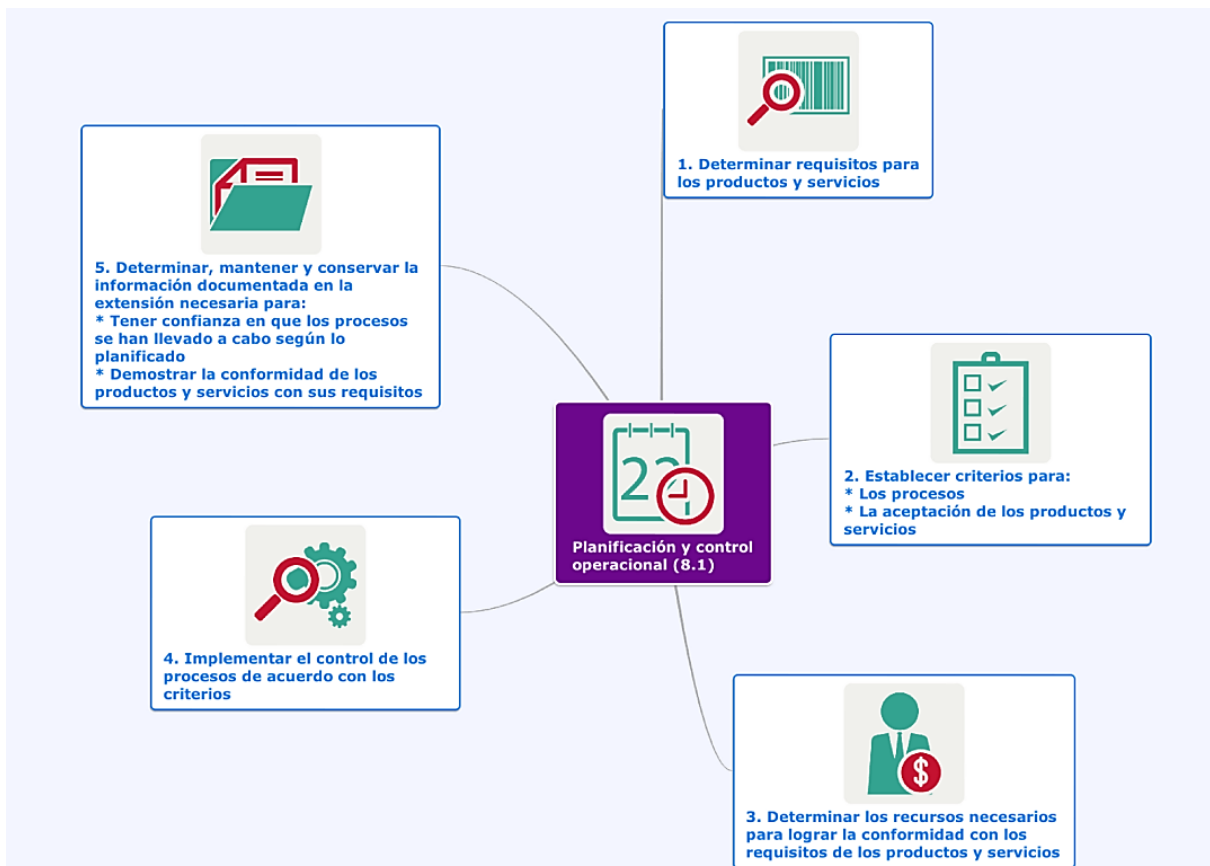 1. Determinar requisitos para
los productos y servicios
2. Establecer criterios para:
* Los procesos
* La aceptación de los productos y
servicios
3. Determinar los recursos necesarios
para lograr la conformidad con los
requisitos de los productos y servicios
4. Implementar el control de los
procesos de acuerdo con los
criterios
5. Determinar, mantener y conservar la
información documentada en la
extensión necesaria para:
* Tener confianza en que los procesos
se han llevado a cabo según lo
planificado
* Demostrar la conformidad de los
productos y servicios con sus requisitos
22
Planificación y control
operacional (8.1)
$